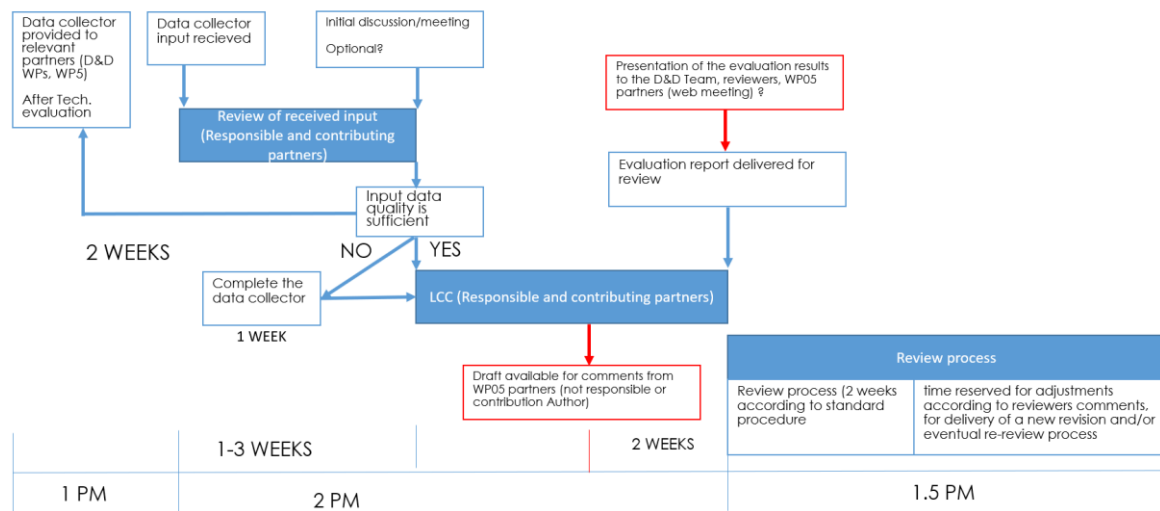 Data collector
provided to
relevant
partners (D&D
WPs, WP5)
After Tech.
evaluation
Data collector
input recieved
Initial discussion/meeting
Optional?
Presentation of the evaluation results
to the D&D Team, reviewers, WP05
partners (web meeting) ?
Review of received input
(Responsible and contributing
partners)
Evaluation report delivered for
review
Input data
quality is
sufficient
2 WEEKS
NO
YES
Complete the
data collector
1 WEEK
LCC (Responsible and contributing partners)
Draft available for comments from
WP05 partners (not responsible or
contribution Author)
Review process
Review process (2 weeks
according to standard
procedure
time reserved for adjustments
according to reviewers comments,
for delivery of a new revision and/or
eventual re-review process
1-3 WEEKS
2 WEEKS
1 PM
2 PM
1.5 PM